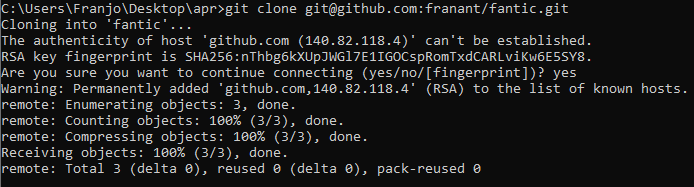 C:\Users\Franjo\Desktop\apr>git clone git@github.com:franant/fantic.git
Cloning into 'fantic'...
The authenticity of host 'github.com (140.82.118.4)' can't be established.
RSA key fingerprint is SHA256:nThbg6kXUpJWGl7E1IGOCspRomTxdCARLviKw6E5SY8.
Are you sure you want to continue connecting (yes/no/[fingerprint])? yes
Warning: Permanently added 'github.com,140.82.118.4' (RSA) to the list of known hosts.
remote: Enumerating objects: 3, done.
remote: Counting objects: 100% (3/3), done.
remote: Compressing objects: 100% (3/3), done.
Receiving objects: 100% (3/3), done.
remote: Total 3 (delta 0), reused 0 (delta 0), pack-reused 0